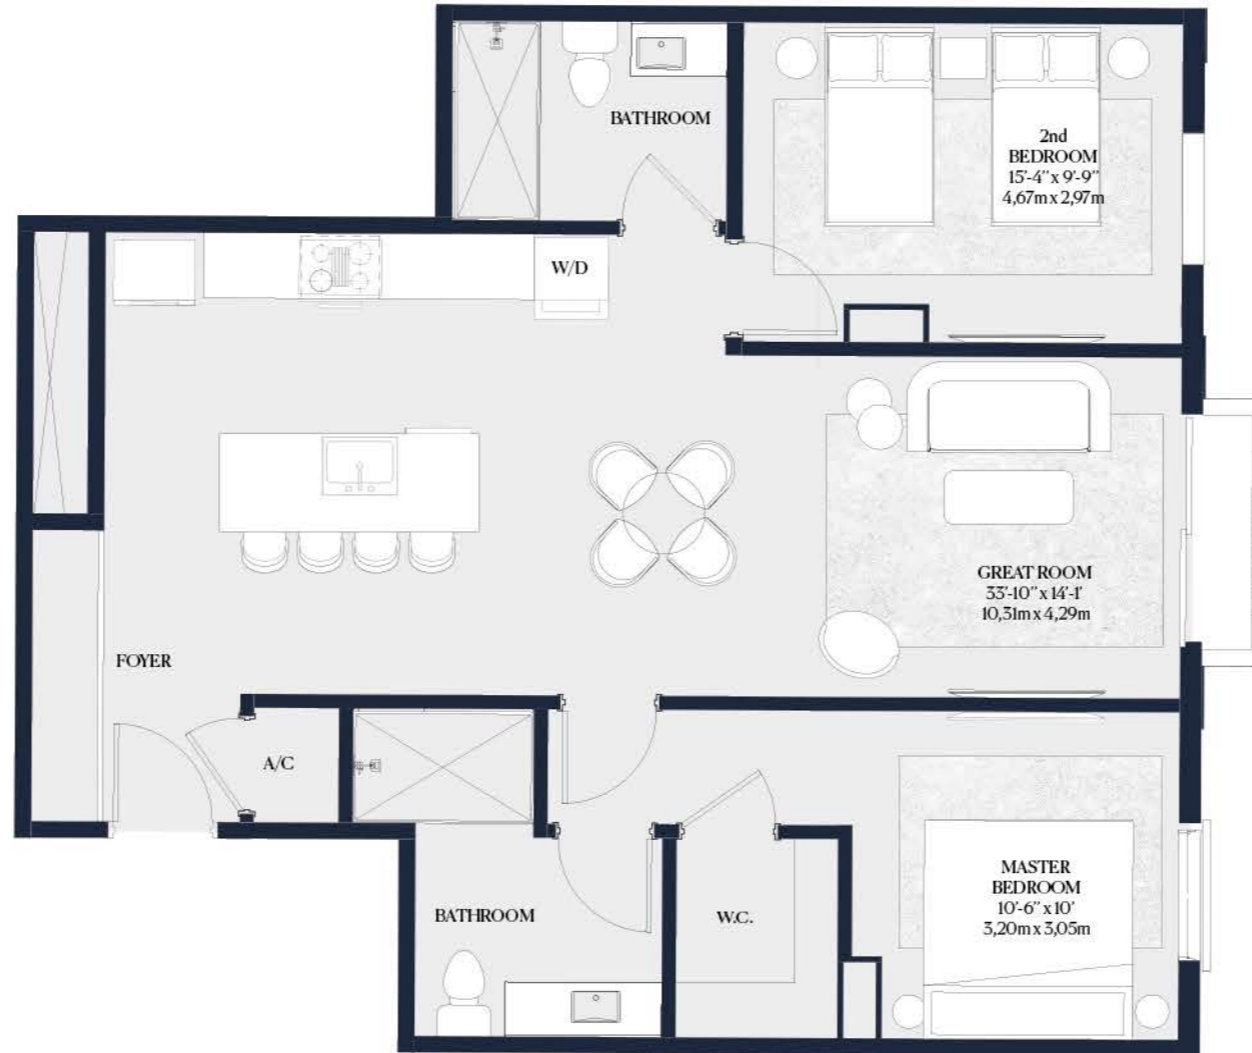 BATHROOM
2nd
BEDROOM
15'-4" x 9'-9"
4,67m x 2,97m
W/D
GREAT ROOM
33'-10" x 14'-1'
10,31m x 4,29m
FOYER
A/C
MASTER
BEDROOM
10'-6" x 10'
3,20m x 3,05m
BATHROOM
W.C.